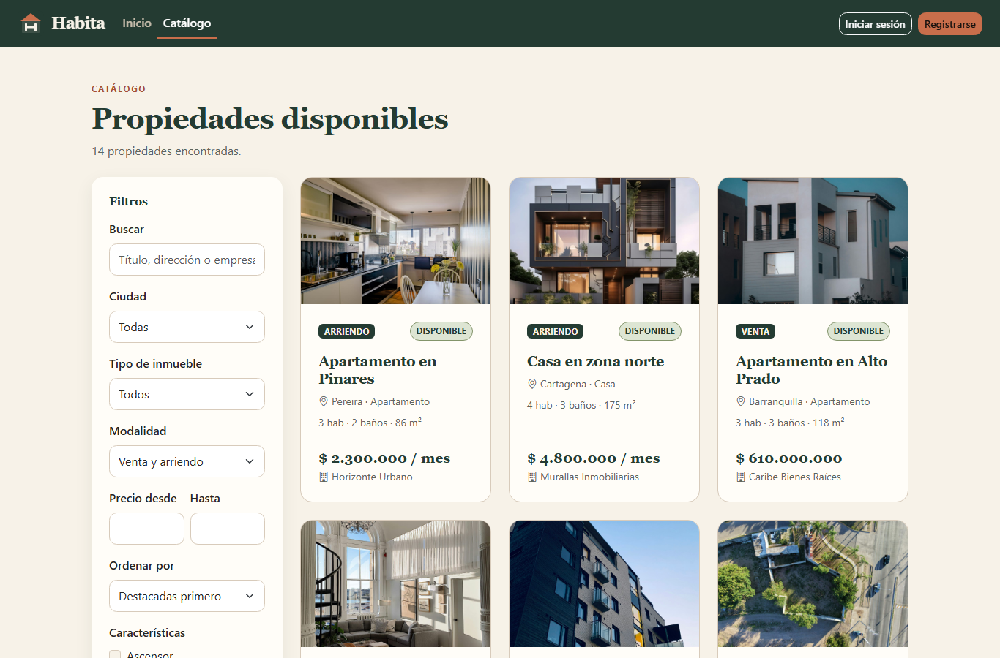 Habita
Inicio
Catálogo
Iniciar sesión
Registrarse
CATÁLOGO
Propiedades disponibles
14 propiedades encontradas.
Filtros
Buscar
Título, dirección o empresa
Ciudad
Todas
Tipo de inmueble
Todos
Modalidad
Venta y arriendo
Precio desde
Hasta
Ordenar por
Destacadas primero
Características
Ascensor
ARRIENDO
DISPONIBLE
Apartamento en
Pinares
Pereira · Apartamento
3 hab · 2 baños · 86 m²
$ 2.300.000 / mes
Horizonte Urbano
ARRIENDO
DISPONIBLE
Casa en zona norte
Cartagena · Casa
4 hab · 3 baños · 175 m²
$ 4.800.000 / mes
Murallas Inmobiliarias
VENTA
DISPONIBLE
Apartamento en Alto
Prado
Barranquilla · Apartamento
3 hab · 3 baños · 118 m²
$ 610.000.000
Caribe Bienes Raíces